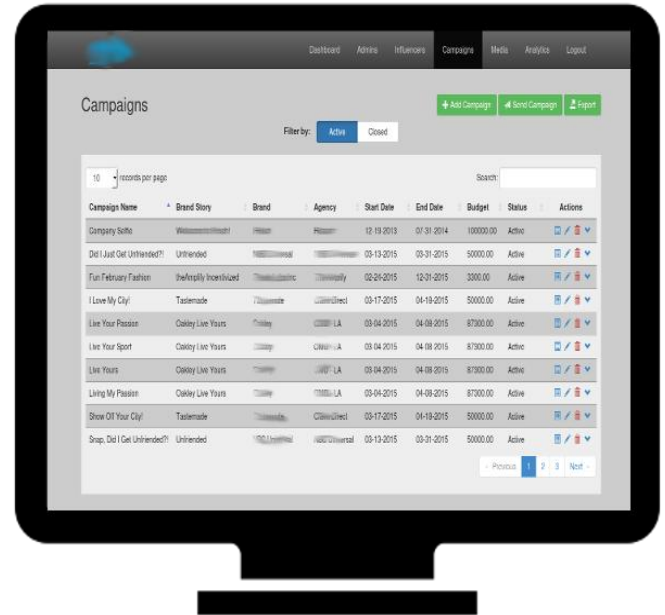 Dashboard Admins Influencers Campaigns Media Analytics Logout
Campaigns
Add Campaign Send Campaign Export
Filter by: Active Closed
10 records per page Search:
Campaign Name Brand Story Brand Agency Start Date End Date Budget Status Actions
Company Selfie 12-19-2013 07-31-2014 100000.00 Active
Did I Just Get Unfriended?! Unfriended 03-13-2015 03-31-2015 50000.00 Active
Fun February Fashion theAmplify Incentivized 02-24-2015 12-31-2015 3300.00 Active
I Love My City! Tastemade 03-17-2015 04-19-2015 50000.00 Active
Live Your Passion Oakley Live Yours LA 03-04-2015 04-08-2015 87300.00 Active
Live Your Sport Oakley Live Yours 03-04-2015 04-08-2015 87300.00 Active
Live Yours Oakley Live Yours LA 03-04-2015 04-08-2015 87300.00 Active
Living My Passion Oakley Live Yours LA 03-04-2015 04-08-2015 87300.00 Active
Show Off Your City! Tastemade 03-17-2015 04-19-2015 50000.00 Active
Snap, Did I Get Unfriended?! Unfriended 03-13-2015 03-31-2015 50000.00 Active
Previous 1 2 3 Next